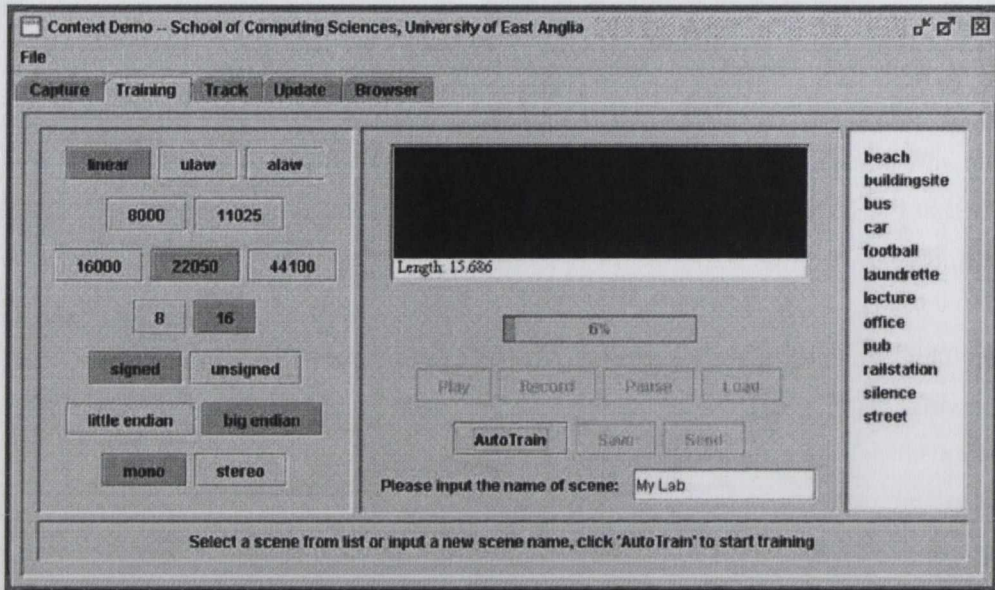 Context Demo -- School of Computing Sciences, University of East Anglia
File
Capture Training Track Update Browser
linear ulaw alaw
8000 11025
16000 22050 44100
8 16
signed unsigned
little endian big endian
mono stereo
Length: 15.686
6%
Play Record Pause Load
AutoTrain Save Send
Please input the name of scene: My Lab
beach
buildingsite
bus
car
football
laundrette
lecture
office
pub
railstation
silence
street
Select a scene from list or input a new scene name, click 'AutoTrain' to start training